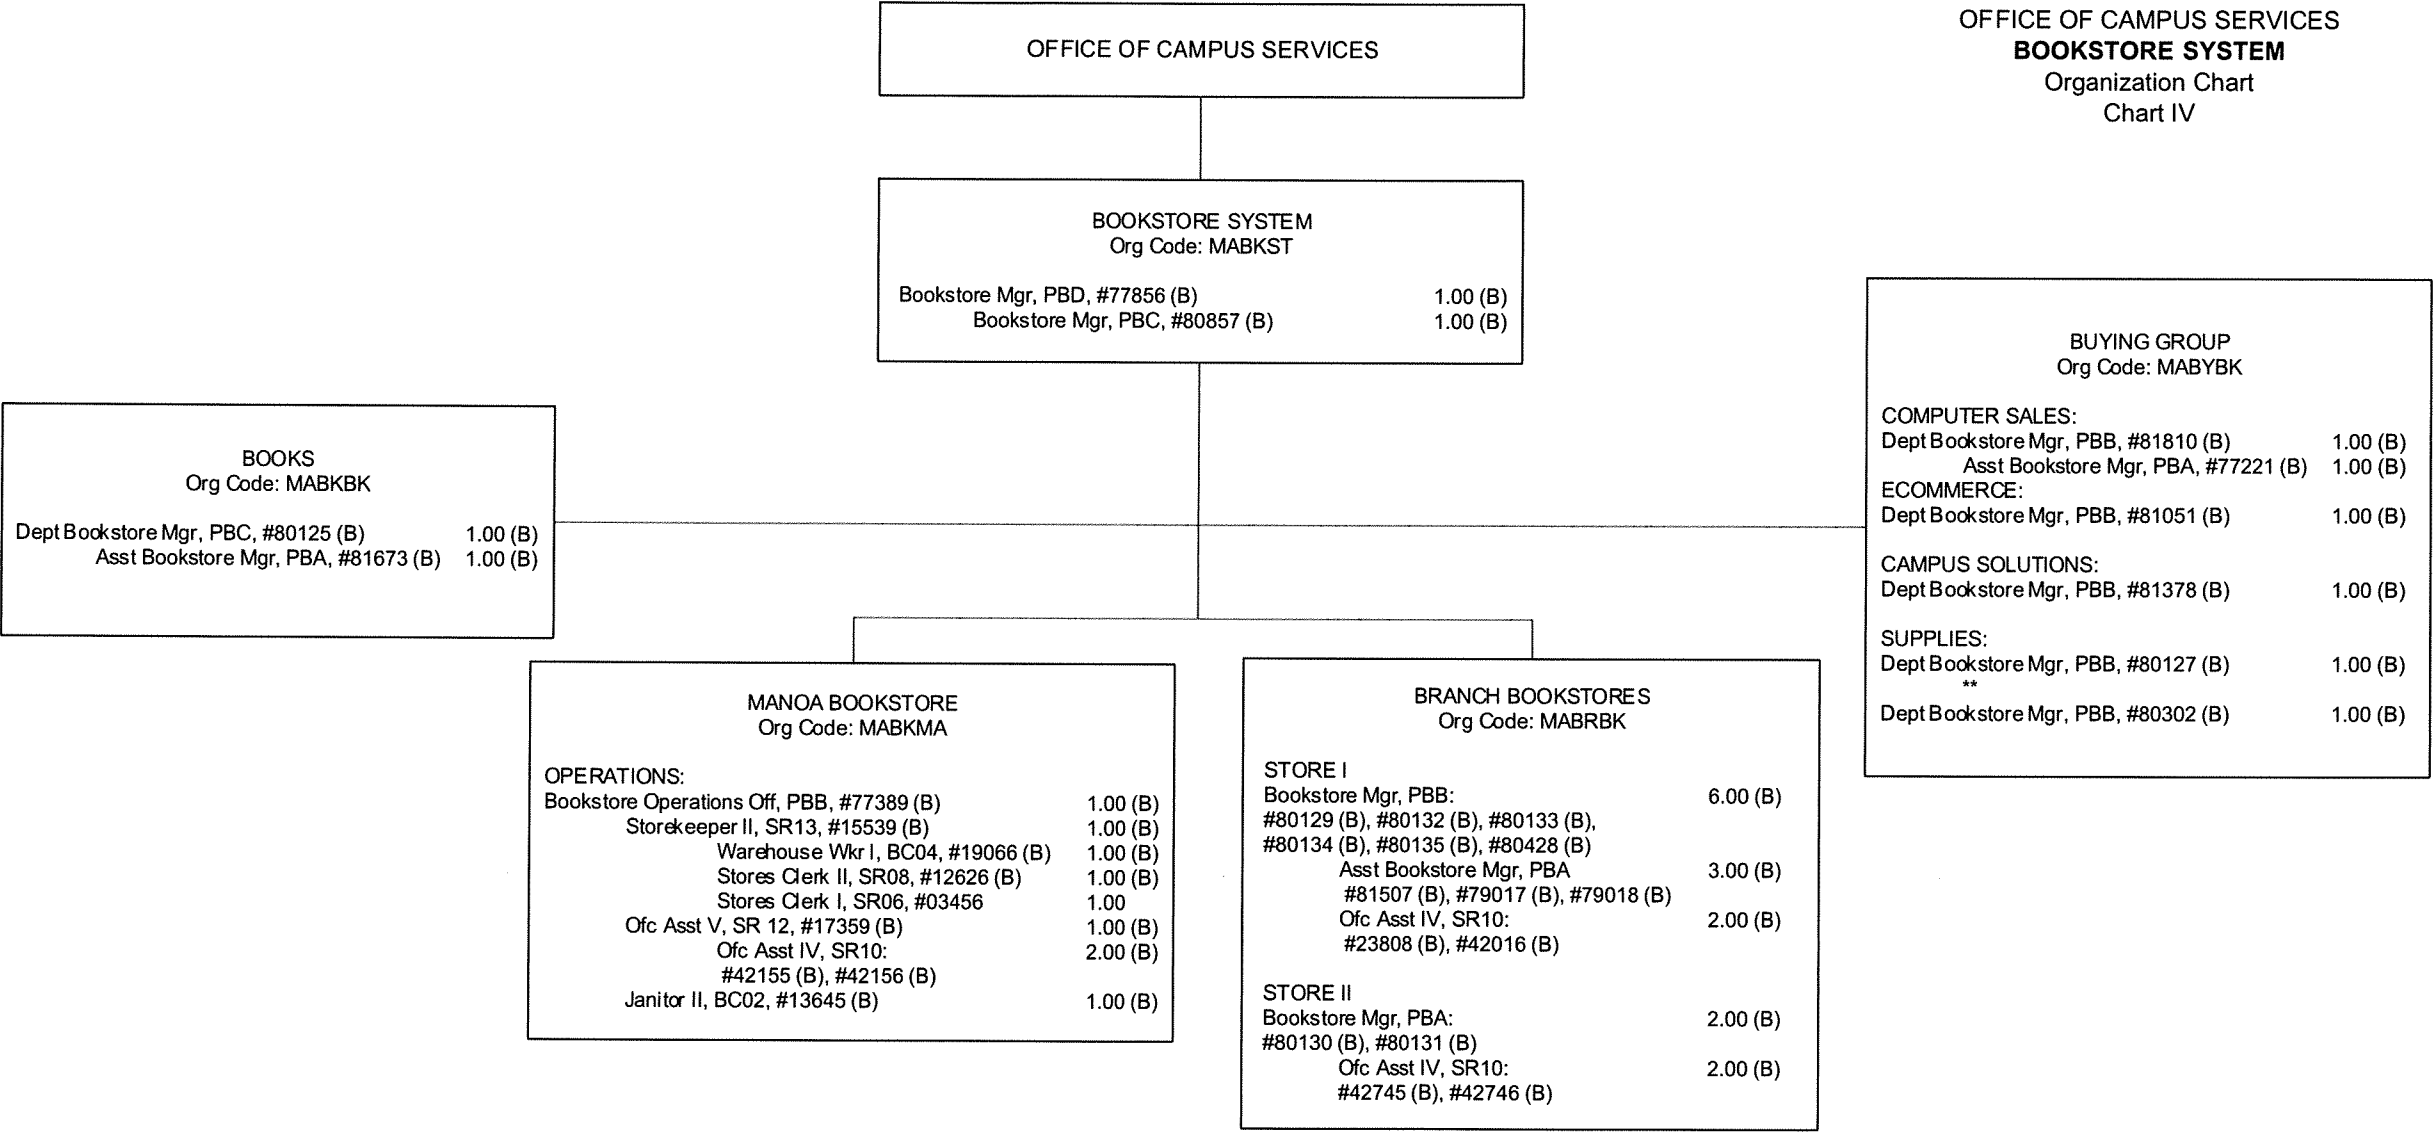 OFFICE OF CAMPUS SERVICES
BOOKSTORE SYSTEM
Organization Chart
Chart IV
OFFICE OF CAMPUS SERVICES
BOOKSTORE SYSTEM
Org Code: MABKST
Bookstore Mgr, PBD, #77856 (B) 1.00 (B)
Bookstore Mgr, PBC, #80857 (B) 1.00 (B)
BOOKS
Org Code: MABKBK
Dept Bookstore Mgr, PBC, #80125 (B) 1.00 (B)
Asst Bookstore Mgr, PBA, #81673 (B) 1.00 (B)
BUYING GROUP
Org Code: MABYBK
COMPUTER SALES:
Dept Bookstore Mgr, PBB, #81810 (B) 1.00 (B)
Asst Bookstore Mgr, PBA, #77221 (B) 1.00 (B)
ECOMMERCE:
Dept Bookstore Mgr, PBB, #81051 (B) 1.00 (B)
CAMPUS SOLUTIONS:
Dept Bookstore Mgr, PBB, #81378 (B) 1.00 (B)
SUPPLIES:
Dept Bookstore Mgr, PBB, #80127 (B) 1.00 (B)
**
Dept Bookstore Mgr, PBB, #80302 (B) 1.00 (B)
MANOA BOOKSTORE
Org Code: MABKMA
OPERATIONS:
Bookstore Operations Off, PBB, #77389 (B) 1.00 (B)
Storekeeper II, SR13, #15539 (B) 1.00 (B)
Warehouse Wkr I, BC04, #19066 (B) 1.00 (B)
Stores Clerk II, SR08, #12626 (B) 1.00 (B)
Stores Clerk I, SR06, #03456 1.00
Ofc Asst V, SR 12, #17359 (B) 1.00 (B)
Ofc Asst IV, SR10: 2.00 (B)
#42155 (B), #42156 (B)
Janitor II, BC02, #13645 (B) 1.00 (B)
BRANCH BOOKSTORES
Org Code: MABRBK
STORE I
Bookstore Mgr, PBB: 6.00 (B)
#80129 (B), #80132 (B), #80133 (B),
#80134 (B), #80135 (B), #80428 (B)
Asst Bookstore Mgr, PBA 3.00 (B)
#81507 (B), #79017 (B), #79018 (B)
Ofc Asst IV, SR10: 2.00 (B)
#23808 (B), #42016 (B)
STORE II
Bookstore Mgr, PBA: 2.00 (B)
#80130 (B), #80131 (B)
Ofc Asst IV, SR10: 2.00 (B)
#42745 (B), #42746 (B)